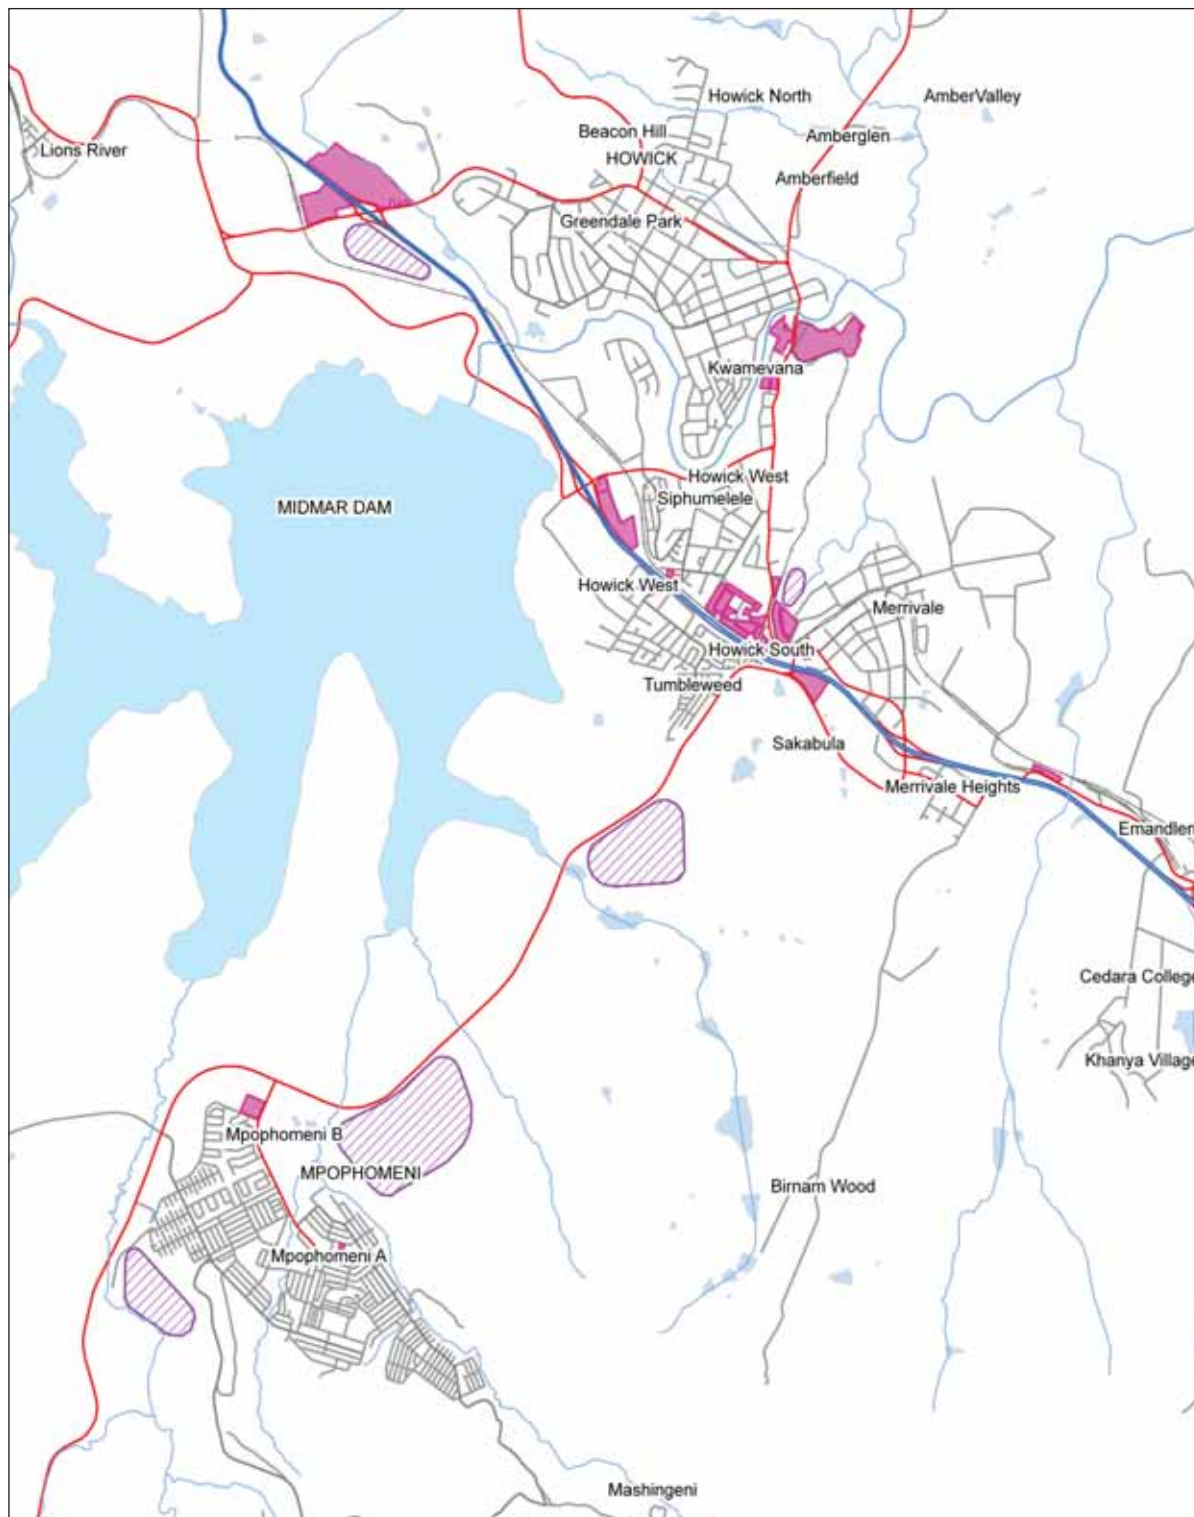 Howick North
AmberValley
Beacon Hill
Amberglen
Lions River
HOWICK
Amberfield
Greendale Park
Kwamevana
Howick West
Siphumelele
MIDMAR DAM
Howick West
Merrivale
Howick South
Tumbleweed
Sakabula
Merrivale Heights
Emandlen
Cedara College
Khanya Village
Mpophomeni B
MPOPHOMENI
Birnam Wood
Mpophomeni A
Mashingeni